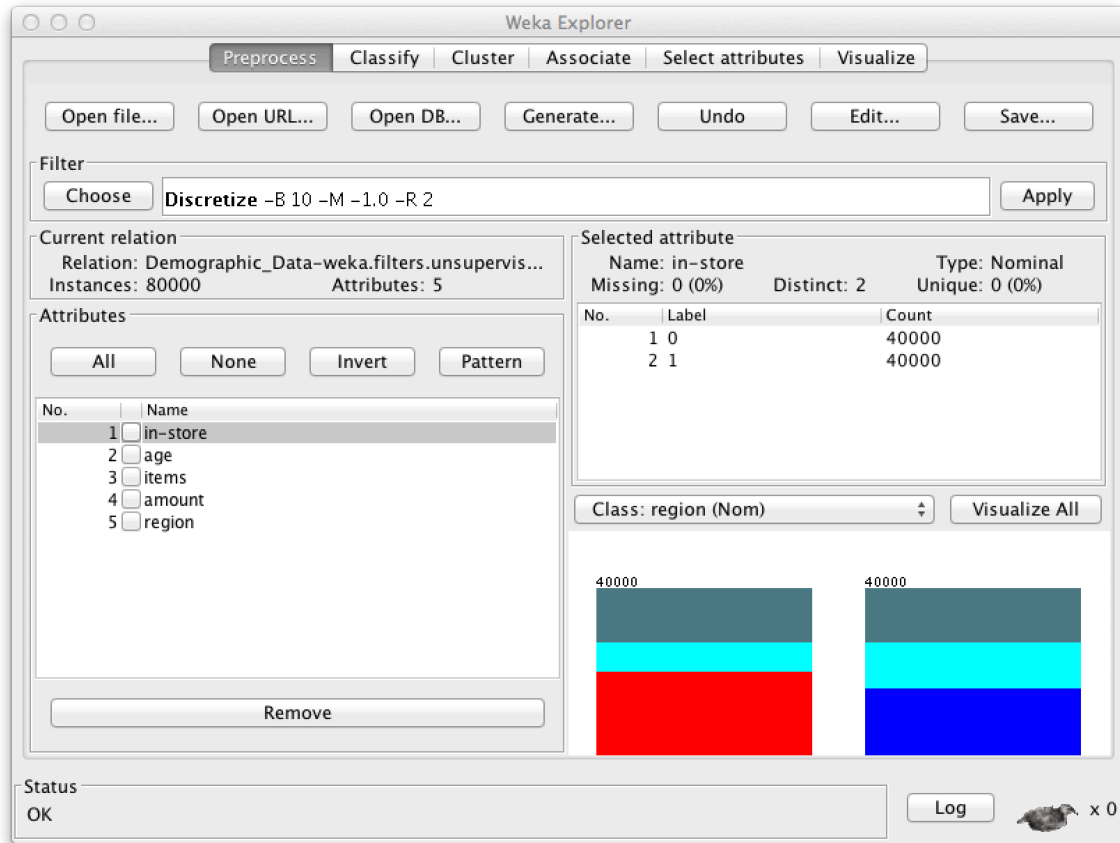 Weka Explorer
Preprocess Classify Cluster Associate Select attributes Visualize
Open file... Open URL... Open DB... Generate... Undo Edit... Save...
Filter
Choose Discretize –B 10 –M –1.0 –R 2 Apply
Current relation
Relation: Demographic_Data-weka.filters.unsupervis...
Instances: 80000 Attributes: 5
Attributes
All None Invert Pattern
No. Name
1 in-store
2 age
3 items
4 amount
5 region
Remove
Selected attribute
Name: in-store Type: Nominal
Missing: 0 (0%) Distinct: 2 Unique: 0 (0%)
No. Label Count
1 0 40000
2 1 40000
Class: region (Nom) Visualize All
40000 40000
Status
OK
Log x 0